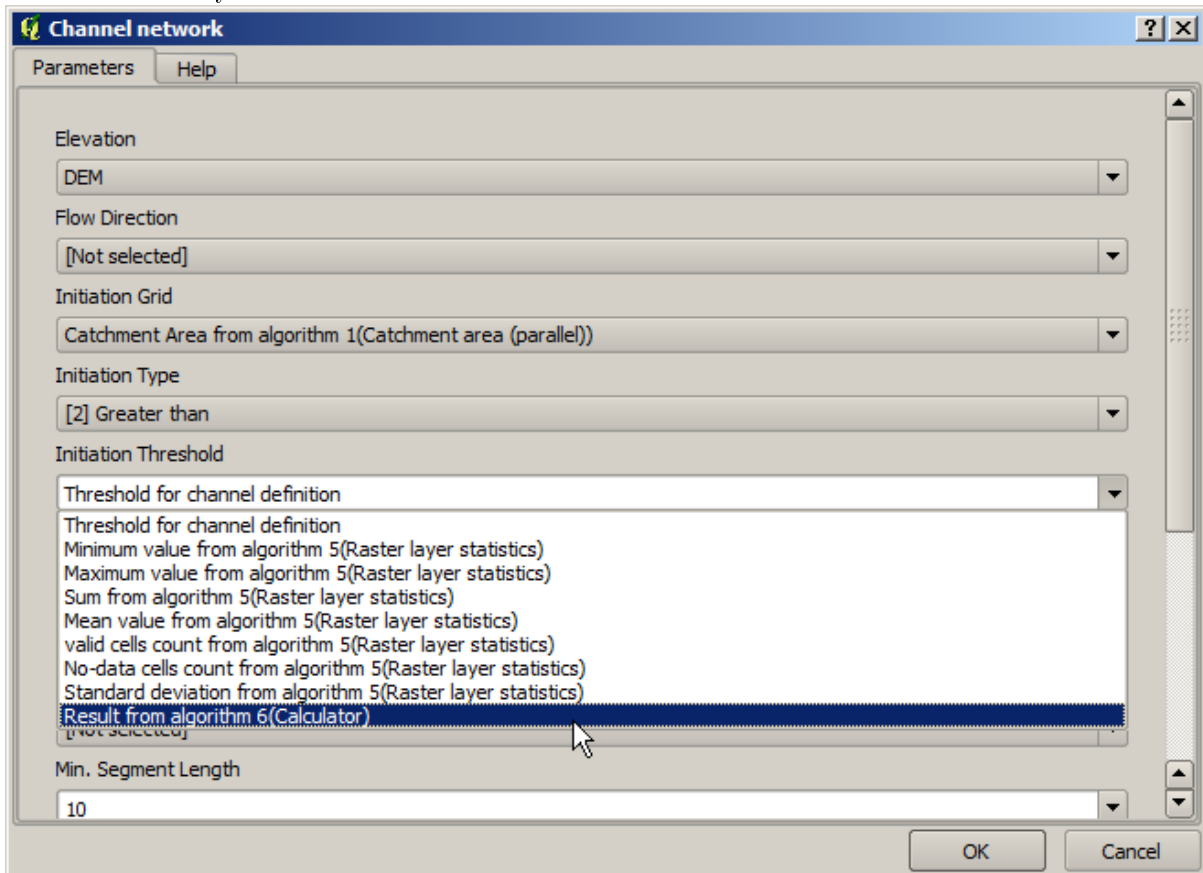 Channel network
Parameters Help
Elevation
DEM
Flow Direction
[Not selected]
Initiation Grid
Catchment Area from algorithm 1(Catchment area (parallel))
Initiation Type
[2] Greater than
Initiation Threshold
Threshold for channel definition
Threshold for channel definition
Minimum value from algorithm 5(Raster layer statistics)
Maximum value from algorithm 5(Raster layer statistics)
Sum from algorithm 5(Raster layer statistics)
Mean value from algorithm 5(Raster layer statistics)
valid cells count from algorithm 5(Raster layer statistics)
No-data cells count from algorithm 5(Raster layer statistics)
Standard deviation from algorithm 5(Raster layer statistics)
Result from algorithm 6(Calculator)
[Not selected]
Min. Segment Length
10
OK Cancel